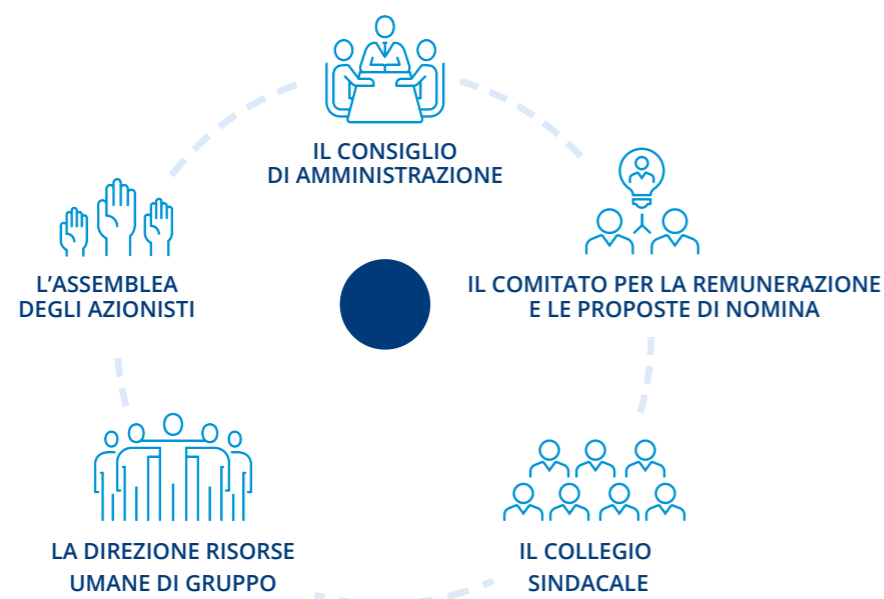 IL CONSIGLIO
DI AMMINISTRAZIONE
L’ASSEMBLEA
DEGLI AZIONISTI
IL COMITATO PER LA REMUNERAZIONE
E LE PROPOSTE DI NOMINA
LA DIREZIONE RISORSE
UMANE DI GRUPPO
IL COLLEGIO
SINDACALE